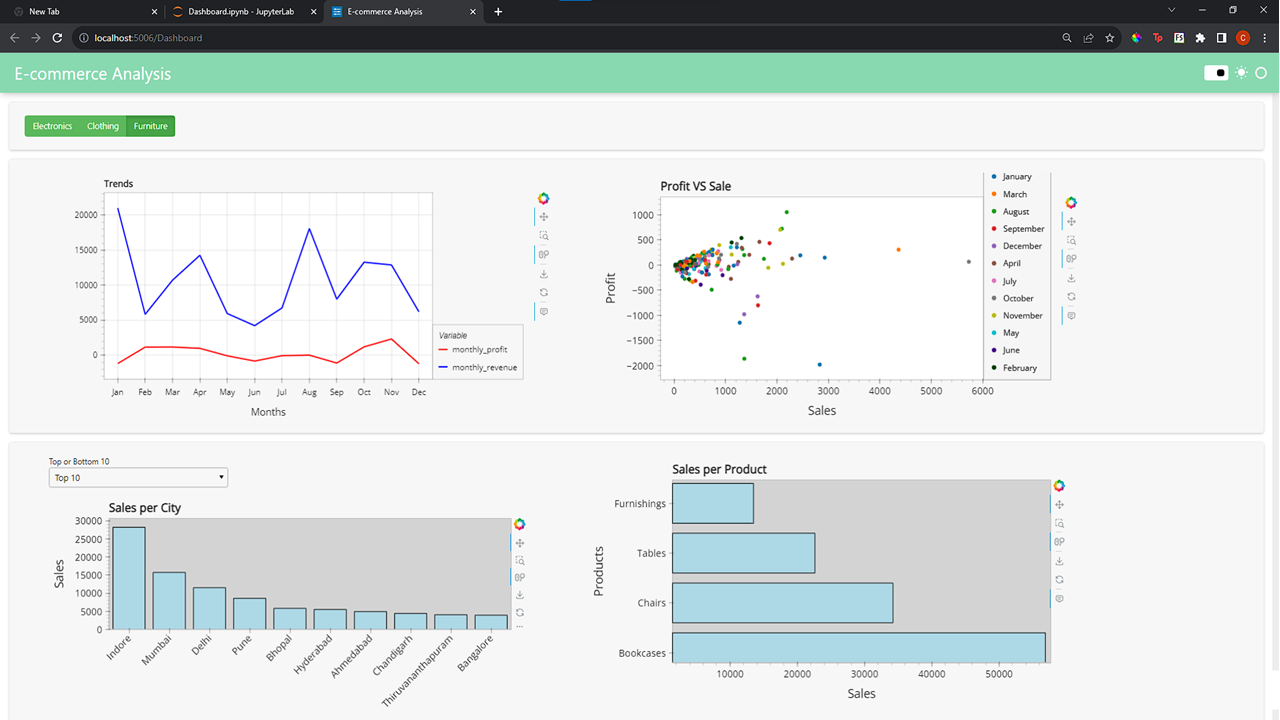 New Tab
Dashboard.ipynb - JupyterLab
E-commerce Analysis
localhost:5006/Dashboard
Tp
FS
C
E-commerce Analysis
Electronics Clothing Furniture
Trends
20000
15000
10000
5000
0
Jan Feb Mar Apr May Jun Jul Aug Sep Oct Nov Dec
Months
Variable
monthly_profit
monthly_revenue
Profit VS Sale
Profit
1000
500
0
−500
−1000
−1500
−2000
0 1000 2000 3000 4000 5000 6000
Sales
January
March
August
September
December
April
July
October
November
May
June
February
Top or Bottom 10
Top 10
Sales per City
Sales
30000
25000
20000
15000
10000
5000
0
Indore Mumbai Delhi Pune Bhopal Hyderabad Ahmedabad Chandigarh Thiruvananthapuram Bangalore
Sales per Product
Products
Furnishings
Tables
Chairs
Bookcases
10000 20000 30000 40000 50000
Sales